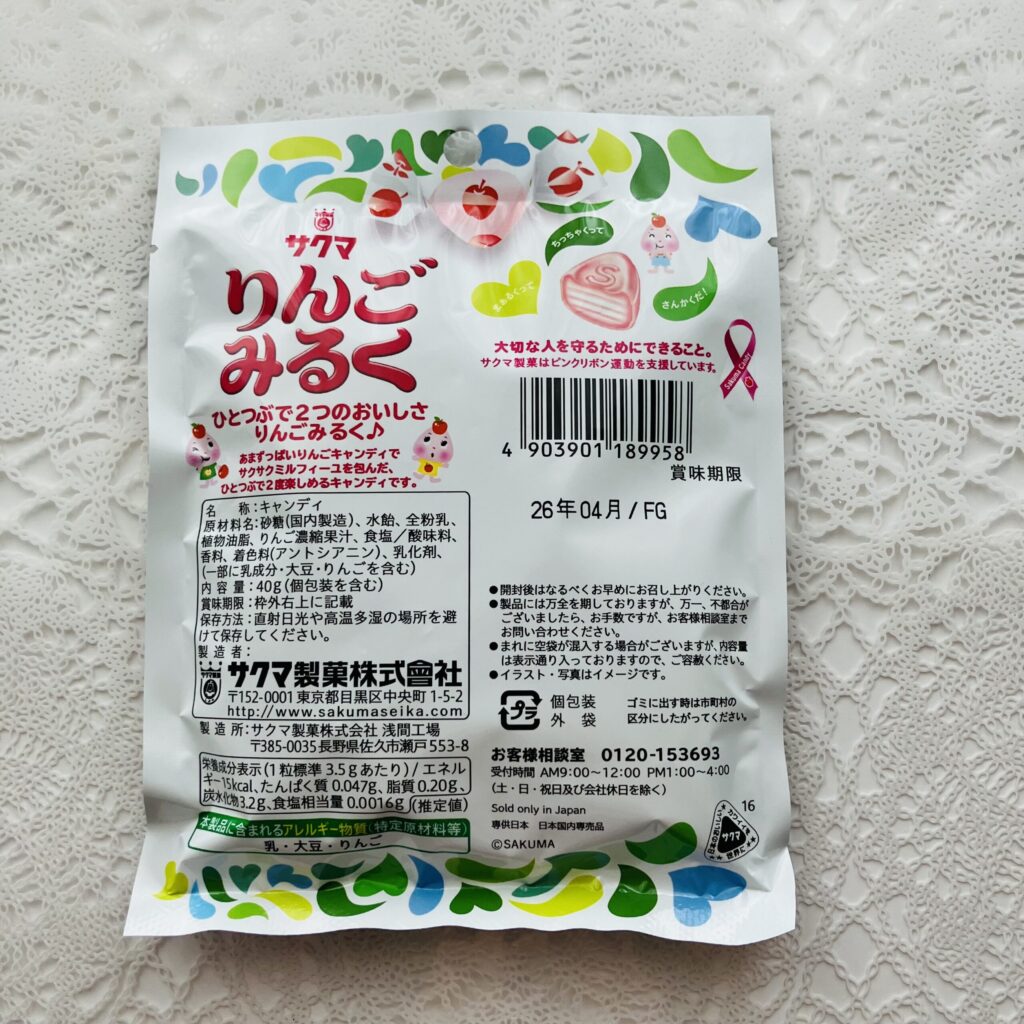 サクマ
りんご
みるく
ひとつぶで2つのおいしさ
りんごみるく♪
あまずっぱいりんごキャンディで
サクサクミルフィーユを包んだ、
ひとつぶで2度楽しめるキャンディです。
まあるくって
ちっちゃくって
さんかくだ!
大切な人を守るためにできること。
サクマ製菓はピンクリボン運動を支援しています。
Sakuma Candy
4 903901 189958
賞味期限
26年04月/FG
名 称:キャンディ
原材料名:砂糖(国内製造)、水飴、全粉乳、
植物油脂、りんご濃縮果汁、食塩/酸味料、
香料、着色料(アントシアニン)、乳化剤、
(一部に乳成分・大豆・りんごを含む)
内 容 量:40g(個包装を含む)
賞味期限:枠外右上に記載
保存方法:直射日光や高温多湿の場所を避
けて保存してください。
製 造 者:
サクマ製菓株式會社
〒152-0001 東京都目黒区中央町1-5-2
http://www.sakumaseika.com
製 造 所:サクマ製菓株式会社 浅間工場
〒385-0035長野県佐久市瀬戸553-8
栄養成分表示(1粒標準3.5gあたり)/エネル
ギー15kcal、たんぱく質0.047g、脂質0.20g、
炭水化物3.2g、食塩相当量0.0016g(推定値)
本製品に含まれるアレルギー物質(特定原材料等)
乳・大豆・りんご
●開封後はなるべくお早めにお召し上がりください。
●製品には万全を期しておりますが、万一、不都合が
ございましたら、お手数ですが、お客様相談室まで
お問い合わせください。
●まれに空袋が混入する場合がございますが、内容量
は表示通り入っておりますので、ご容赦ください。
●イラスト・写真はイメージです。
プラ
個包装
外 袋
ゴミに出す時は市町村の
区分にしたがってください。
お客様相談室 0120-153693
受付時間 AM9:00~12:00 PM1:00~4:00
(土・日・祝日及び会社休日を除く)
Sold only in Japan
専供日本 日本国内専売品
©SAKUMA
16
日本のおいしい
カワイイを
世界に
サクマ